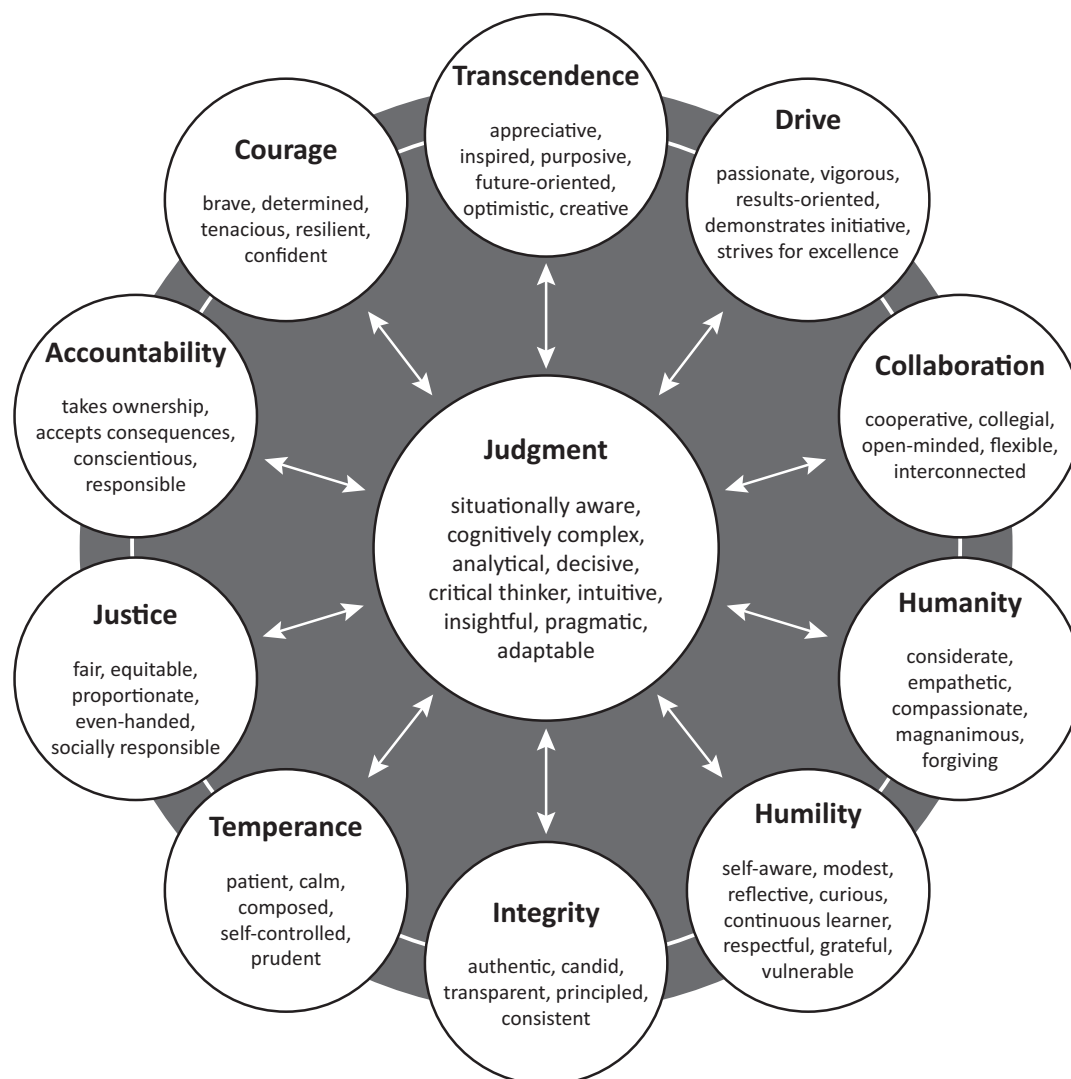 Transcendence
appreciative,
inspired, purposive,
future-oriented,
optimistic, creative
Drive
passionate, vigorous,
results-oriented,
demonstrates initiative,
strives for excellence
Collaboration
cooperative, collegial,
open-minded, flexible,
interconnected
Humanity
considerate,
empathetic,
compassionate,
magnanimous,
forgiving
Humility
self-aware, modest,
reflective, curious,
continuous learner,
respectful, grateful,
vulnerable
Integrity
authentic, candid,
transparent, principled,
consistent
Temperance
patient, calm,
composed,
self-controlled,
prudent
Justice
fair, equitable,
proportionate,
even-handed,
socially responsible
Accountability
takes ownership,
accepts consequences,
conscientious,
responsible
Courage
brave, determined,
tenacious, resilient,
confident
Judgment
situationally aware,
cognitively complex,
analytical, decisive,
critical thinker, intuitive,
insightful, pragmatic,
adaptable